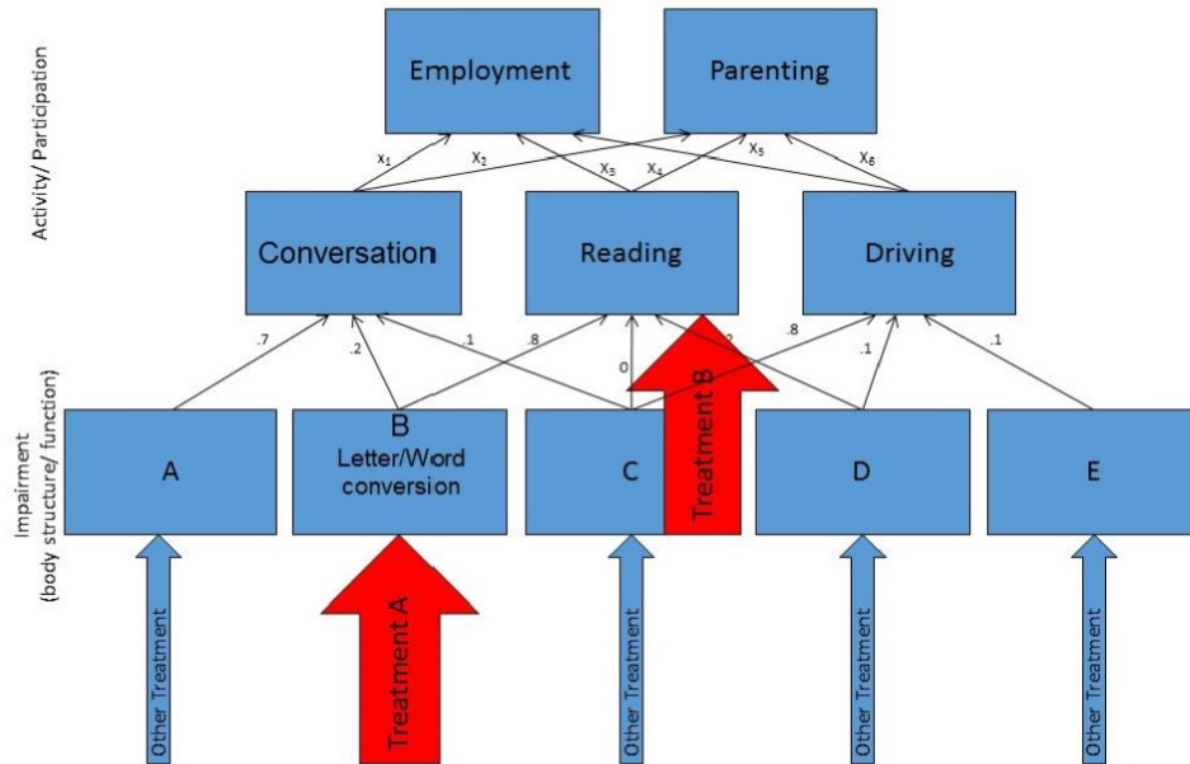 Activity/ Participation
Employment
Parenting
X1
X2
X3
X4
X5
X6
Conversation
Reading
Driving
.7
.2
.1
.8
0
.8
.1
.1
Impairment
(body structure/ function)
A
B
Letter/Word
conversion
C
Treatment B
D
E
Other Treatment
Treatment A
Other Treatment
Other Treatment
Other Treatment